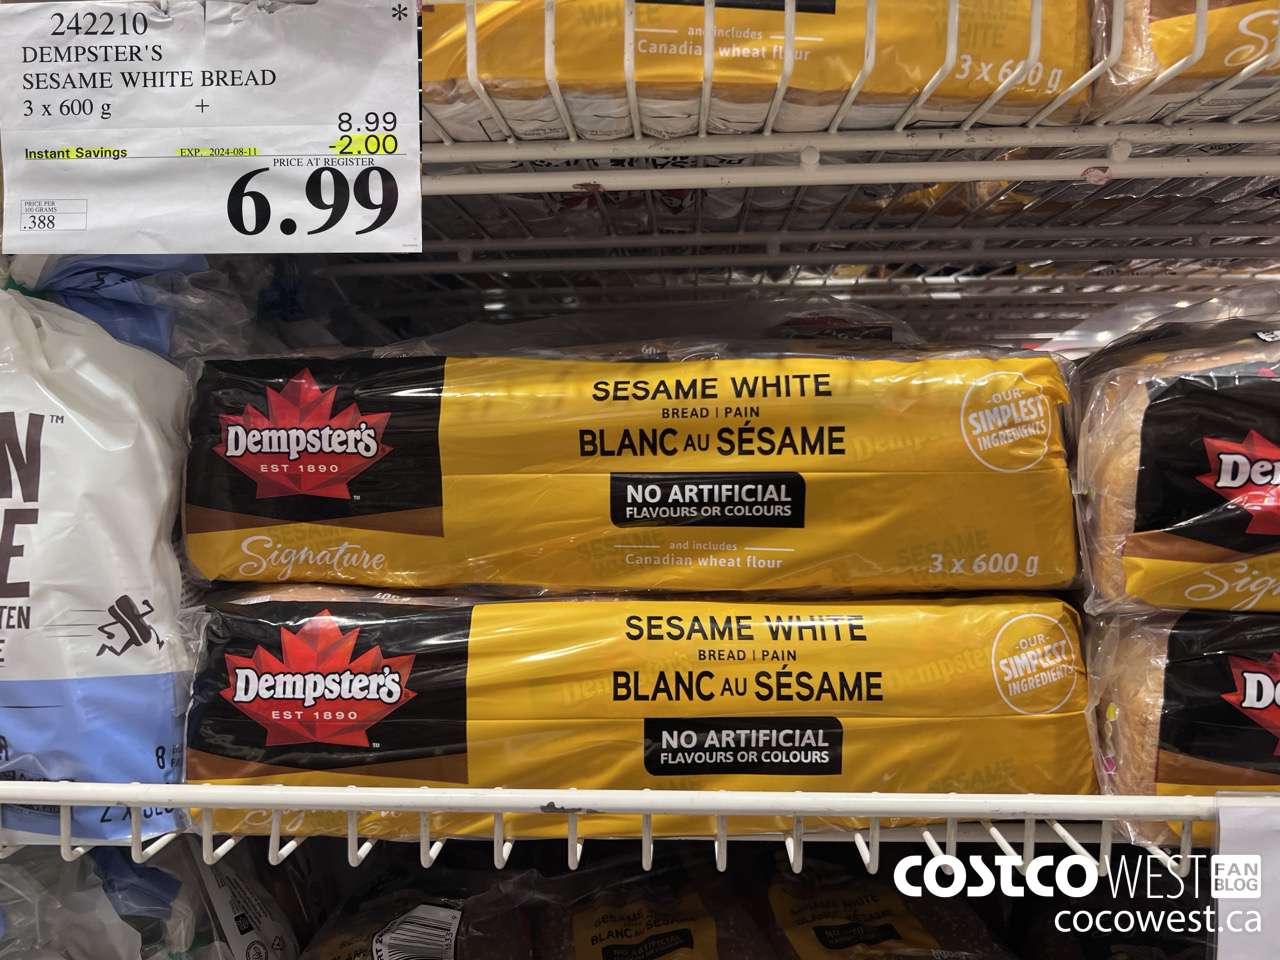 242210
*
DEMPSTER'S
SESAME WHITE BREAD
3 x 600 g +
8.99
Instant Savings EXP. 2024-08-11 -2.00
PRICE AT REGISTER
6.99
PRICE PER
100 GRAMS
.388
and includes
Canadian wheat flour
3 x 600 g
Dempster's
EST 1890
Signature
SESAME WHITE
BREAD | PAIN
BLANC AU SÉSAME
NO ARTIFICIAL
FLAVOURS OR COLOURS
and includes
Canadian wheat flour
OUR
SIMPLEST
INGREDIENTS
3 x 600 g
Dempster's
EST 1890
Signature
SESAME WHITE
BREAD | PAIN
BLANC AU SÉSAME
NO ARTIFICIAL
FLAVOURS OR COLOURS
OUR
SIMPLEST
INGREDIENTS
COSTCO WEST FAN BLOG
cocowest.ca